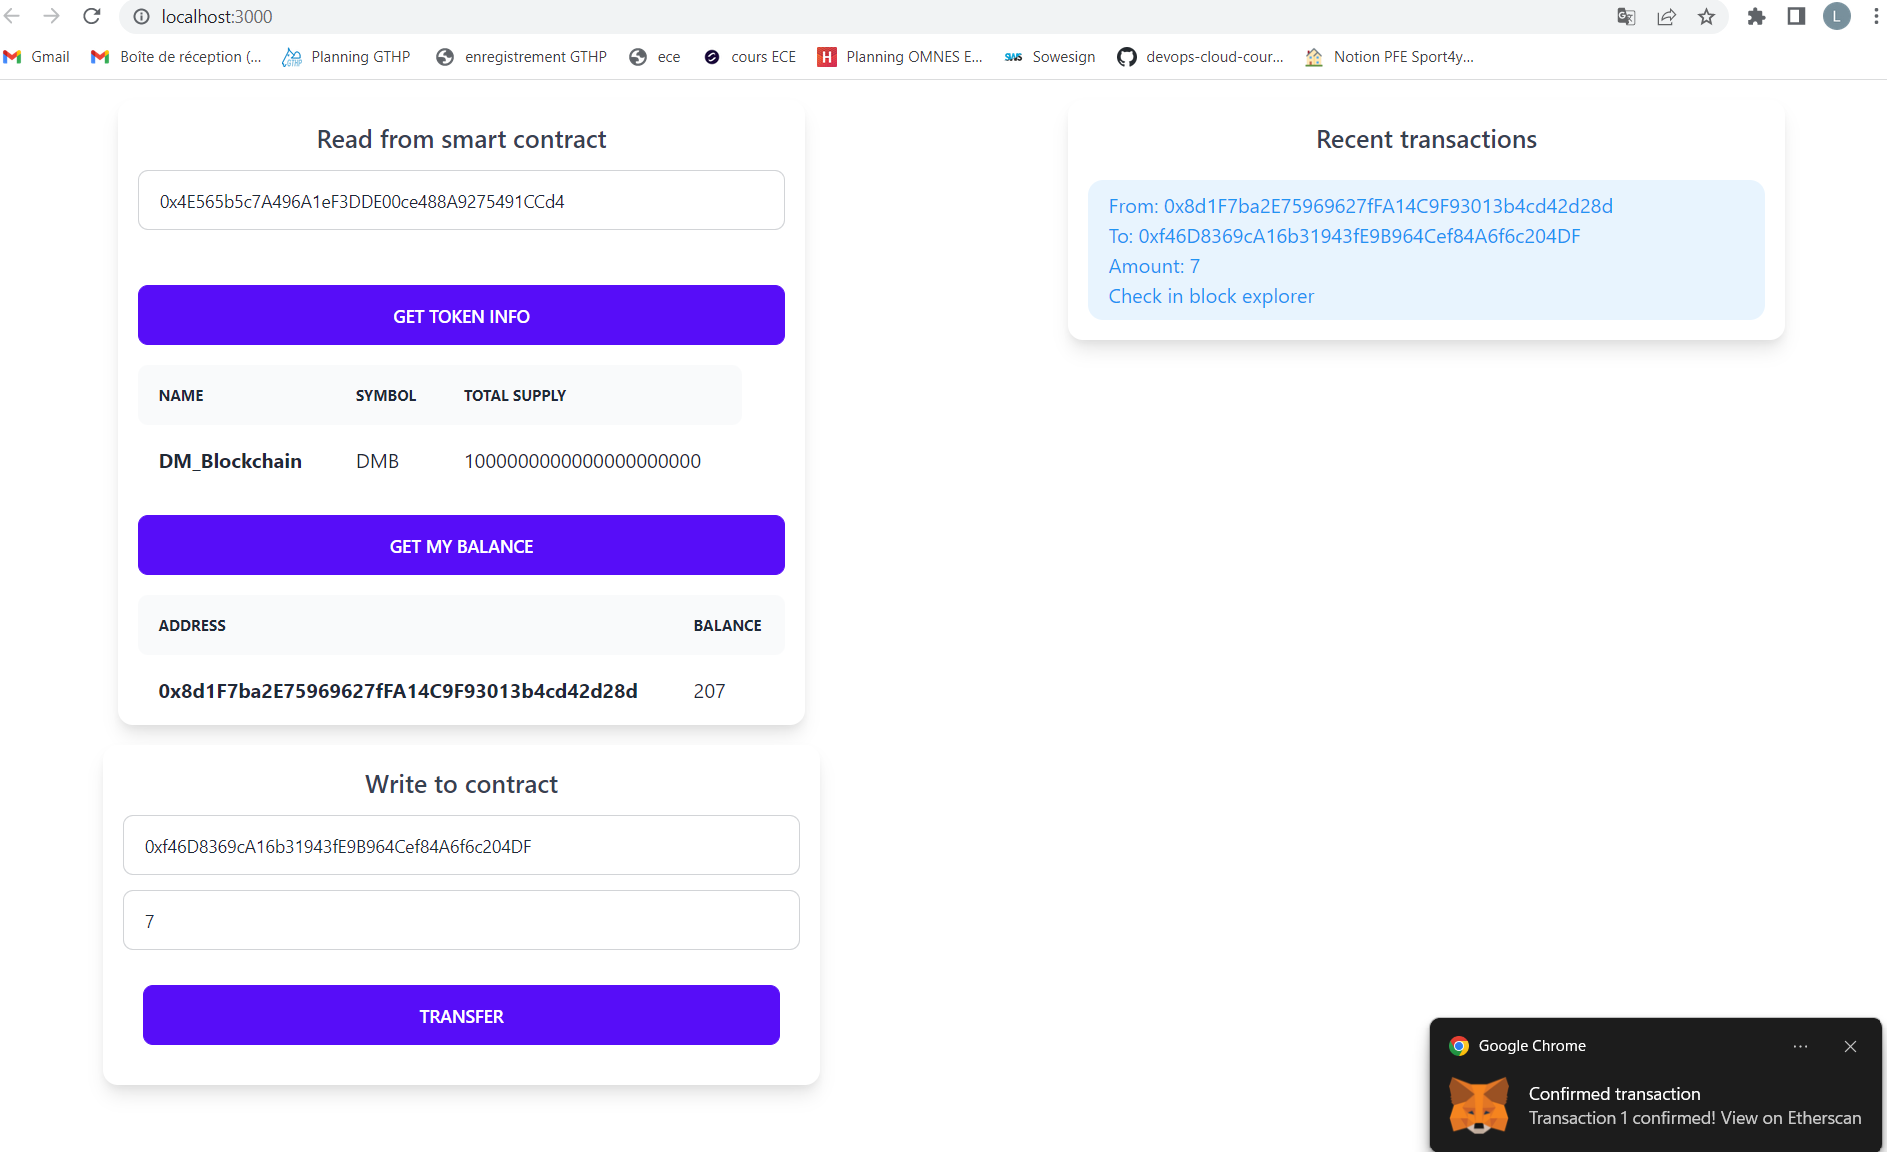 localhost:3000
L
Gmail
Boîte de réception (...
Planning GTHP
enregistrement GTHP
ece
cours ECE
H
Planning OMNES E...
SWS
Sowesign
devops-cloud-cour...
Notion PFE Sport4y...
Read from smart contract
0x4E565b5c7A496A1eF3DDE00ce488A9275491CCd4
GET TOKEN INFO
NAME SYMBOL TOTAL SUPPLY
DM_Blockchain DMB 1000000000000000000000
GET MY BALANCE
ADDRESS BALANCE
0x8d1F7ba2E75969627fFA14C9F93013b4cd42d28d 207
Write to contract
0xf46D8369cA16b31943fE9B964Cef84A6f6c204DF
7
TRANSFER
Recent transactions
From: 0x8d1F7ba2E75969627fFA14C9F93013b4cd42d28d
To: 0xf46D8369cA16b31943fE9B964Cef84A6f6c204DF
Amount: 7
Check in block explorer
Google Chrome
Confirmed transaction
Transaction 1 confirmed! View on Etherscan